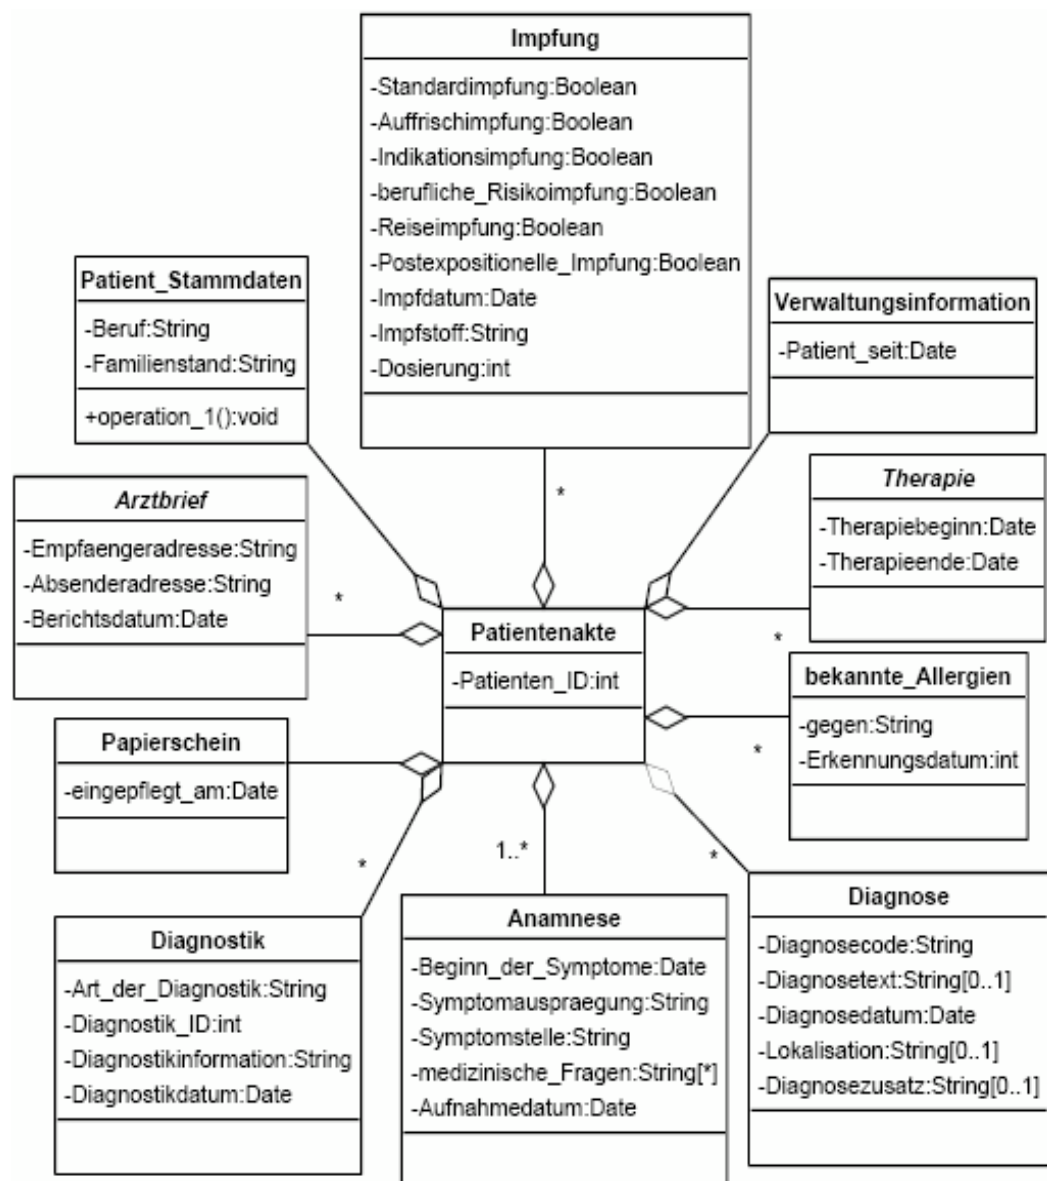 Impfung
-Standardimpfung:Boolean
-Auffrischimpfung:Boolean
-Indikationsimpfung:Boolean
-berufliche_Risikoimpfung:Boolean
-Reiseimpfung:Boolean
-Postexpositionelle_Impfung:Boolean
-Impfdatum:Date
-Impfstoff:String
-Dosierung:int
*
Patient_Stammdaten
-Beruf:String
-Familienstand:String
+operation_1():void
Verwaltungsinformation
-Patient_seit:Date
Arztbrief
-Empfaengeradresse:String
-Absenderadresse:String
-Berichtsdatum:Date
*
Therapie
-Therapiebeginn:Date
-Therapieende:Date
*
Patientenakte
-Patienten_ID:int
bekannte_Allergien
-gegen:String
-Erkennungsdatum:int
*
Papierschein
-eingepflegt_am:Date
Diagnostik
-Art_der_Diagnostik:String
-Diagnostik_ID:int
-Diagnostikinformation:String
-Diagnostikdatum:Date
*
Anamnese
-Beginn_der_Symptome:Date
-Symptomauspraegung:String
-Symptomstelle:String
-medizinische_Fragen:String[*]
-Aufnahmedatum:Date
1..*
Diagnose
-Diagnosecode:String
-Diagnosetext:String[0..1]
-Diagnosedatum:Date
-Lokalisation:String[0..1]
-Diagnosezusatz:String[0..1]
*